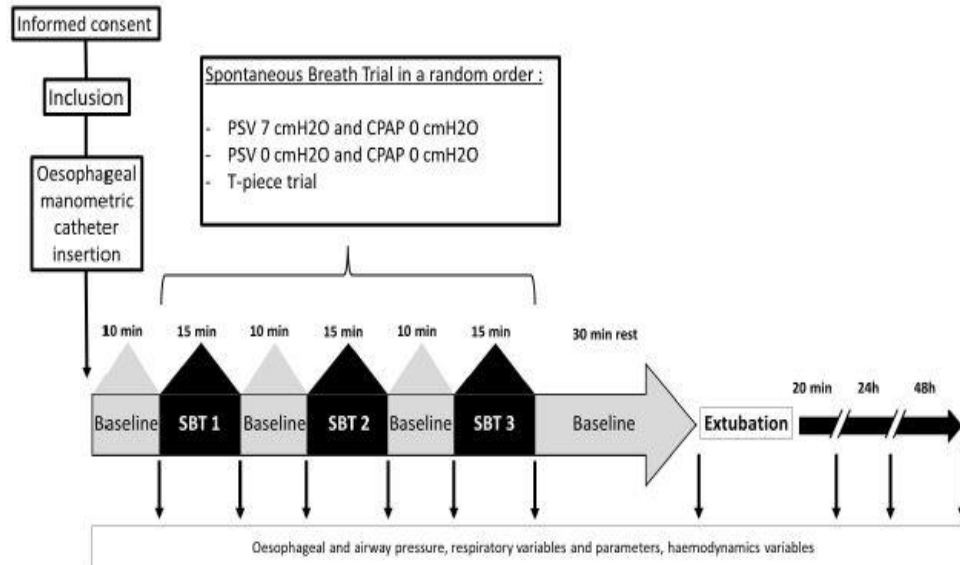 Informed consent
Inclusion
Oesophageal
manometric
catheter
insertion
Spontaneous Breath Trial in a random order :
- PSV 7 cmH2O and CPAP 0 cmH2O
- PSV 0 cmH2O and CPAP 0 cmH2O
- T-piece trial
10 min 15 min 10 min 15 min 10 min 15 min 30 min rest
20 min 24h 48h
Baseline SBT 1 Baseline SBT 2 Baseline SBT 3 Baseline Extubation
Oesophageal and airway pressure, respiratory variables and parameters, haemodynamics variables